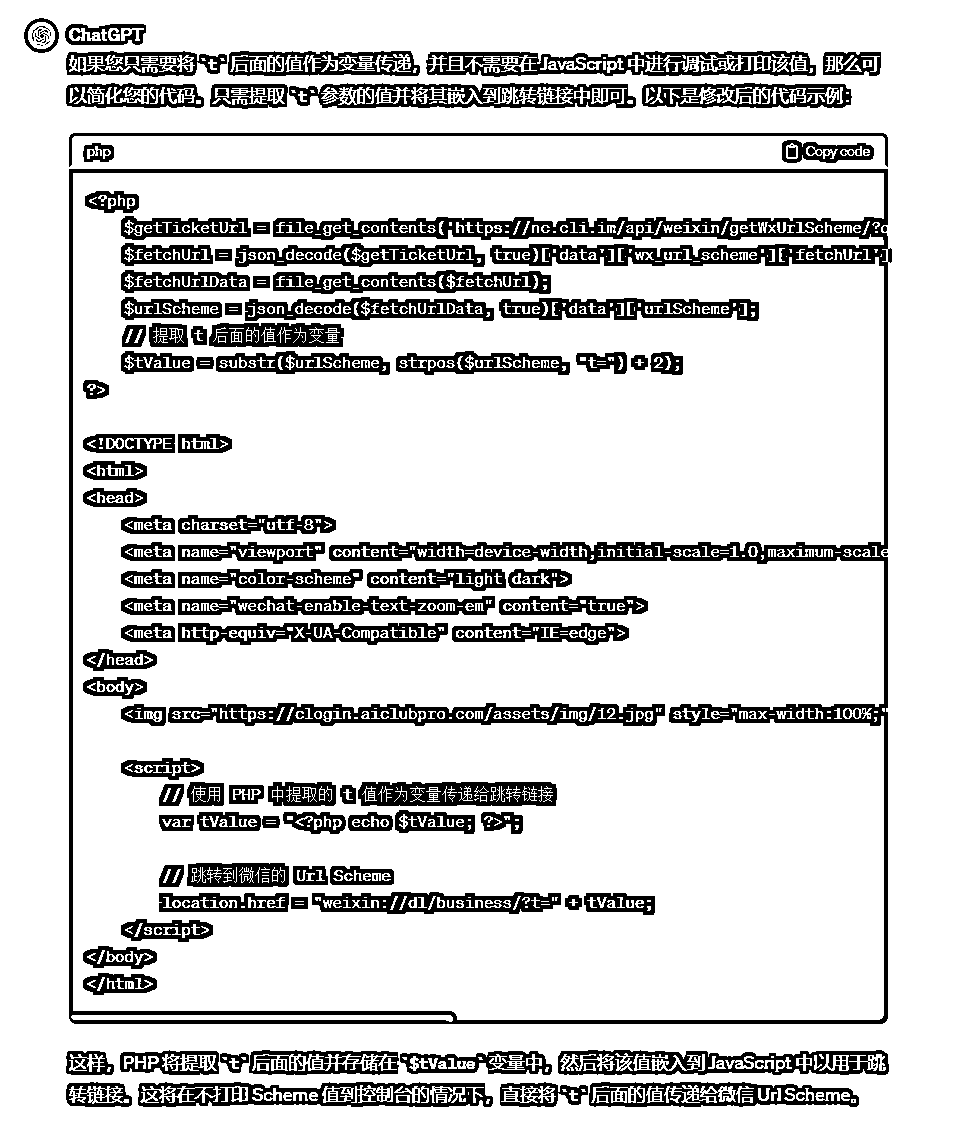 ChatGPT
如果您只需要将 `t` 后面的值作为变量传递，并且不需要在 JavaScript 中进行调试或打印该值，那么可
以简化您的代码。只需提取 `t` 参数的值并将其嵌入到跳转链接中即可。以下是修改后的代码示例：
php
Copy code
<?php
$getTicketUrl = file_get_contents('https://nc.cli.im/api/weixin/getWxUrlScheme/?
$fetchUrl = json_decode($getTicketUrl, true)['data']['wx_url_scheme']['fetchUrl']
$fetchUrlData = file_get_contents($fetchUrl);
$urlScheme = json_decode($fetchUrlData, true)['data']['urlScheme'];
// 提取 t 后面的值作为变量
$tValue = substr($urlScheme, strpos($urlScheme, "t=") + 2);
?>
<!DOCTYPE html>
<html>
<head>
<meta charset="utf-8">
<meta name="viewport" content="width=device-width,initial-scale=1.0,maximum-scale
<meta name="color-scheme" content="light dark">
<meta name="wechat-enable-text-zoom-em" content="true">
<meta http-equiv="X-UA-Compatible" content="IE=edge">
</head>
<body>
<img src="https://clogin.aiclubpro.com/assets/img/12.jpg" style="max-width:100%;"
<script>
// 使用 PHP 中提取的 t 值作为变量传递给跳转链接
var tValue = "<?php echo $tValue; ?>";
// 跳转到微信的 Url Scheme
location.href = "weixin://dl/business/?t=" + tValue;
</script>
</body>
</html>
这样，PHP 将提取 `t` 后面的值并存储在 `$tValue` 变量中，然后将该值嵌入到 JavaScript 中以用于跳
转链接。这将在不打印 Scheme 值到控制台的情况下，直接将 `t` 后面的值传递给微信 Url Scheme。